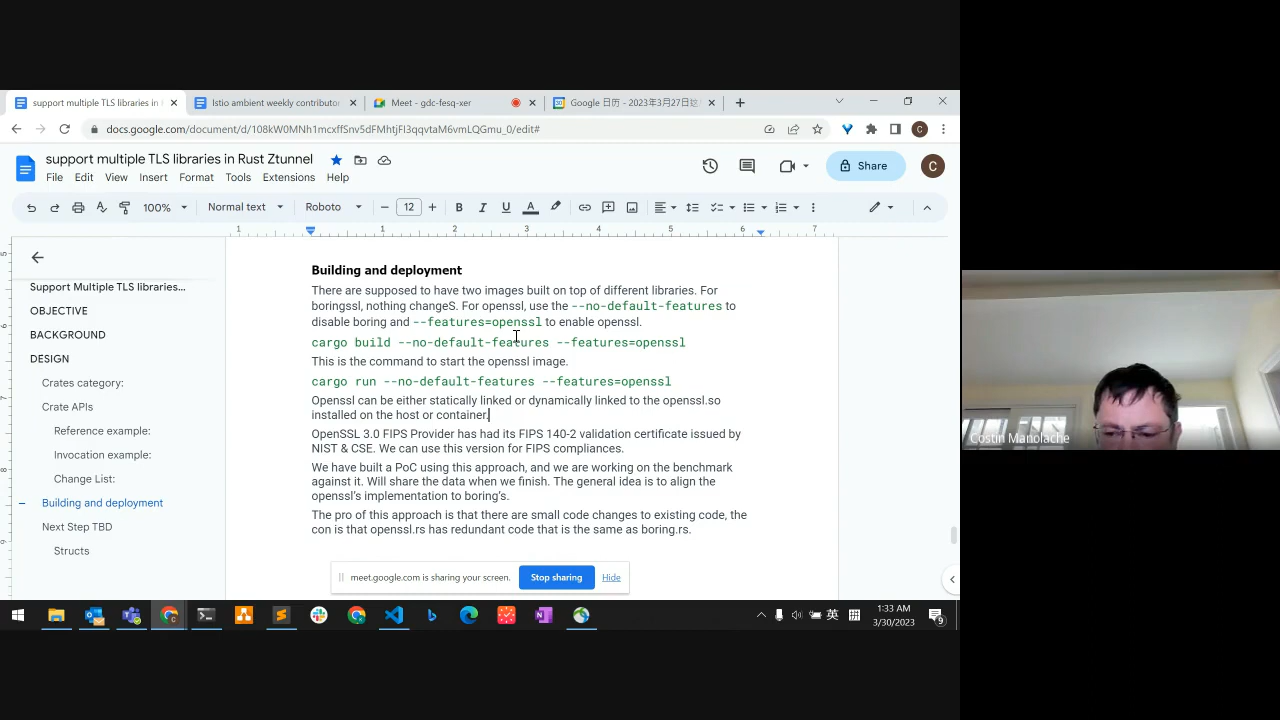 support multiple TLS libraries in
Istio ambient weekly contributor
Meet - gdc-fesq-xer
Google 日历 - 2023年3月27日这
docs.google.com/document/d/108kW0MNh1mcxffSnv5dFMhtjFI3qqvtaM6vmLQGmu_0/edit#
support multiple TLS libraries in Rust Ztunnel
File Edit View Insert Format Tools Extensions Help
Share
C
100%
Normal text
Roboto
12
B I U A
1 1 2 3 4 5 6 7
Support Multiple TLS libraries...
OBJECTIVE
BACKGROUND
DESIGN
Crates category:
Crate APIs
Reference example:
Invocation example:
Change List:
Building and deployment
Next Step TBD
Structs
Building and deployment
There are supposed to have two images built on top of different libraries. For
boringssl, nothing changeS. For openssl, use the --no-default-features to
disable boring and --features=openssl to enable openssl.
cargo build --no-default-features --features=openssl
This is the command to start the openssl image.
cargo run --no-default-features --features=openssl
Openssl can be either statically linked or dynamically linked to the openssl.so
installed on the host or container.
OpenSSL 3.0 FIPS Provider has had its FIPS 140-2 validation certificate issued by
NIST & CSE. We can use this version for FIPS compliances.
We have built a PoC using this approach, and we are working on the benchmark
against it. Will share the data when we finish. The general idea is to align the
openssl's implementation to boring's.
The pro of this approach is that there are small code changes to existing code, the
con is that openssl.rs has redundant code that is the same as boring.rs.
meet.google.com is sharing your screen.
Stop sharing
Hide
英
拼
1:33 AM
3/30/2023
9
Costin Manolache